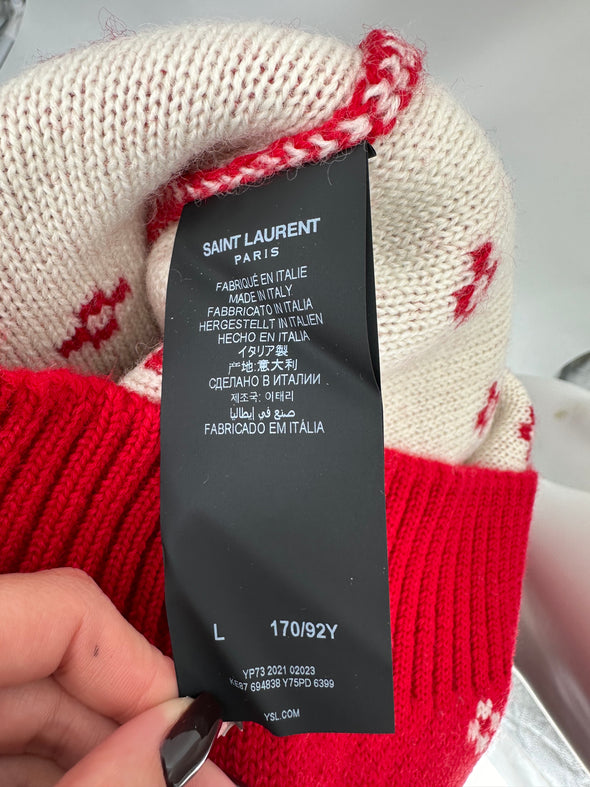 SAINT LAURENT
PARIS
FABRIQUÉ EN ITALIE
MADE IN ITALY
FABBRICATO IN ITALIA
HERGESTELLT IN ITALIEN
HECHO EN ITALIA
イタリア製
产地:意大利
СДЕЛАНО В ИТАЛИИ
제조국: 이태리
صنع في إيطاليا
FABRICADO EM ITÁLIA
L 170/92Y
YP73 2021 02023
KE87 694838 Y75PD 6399
YSL.COM